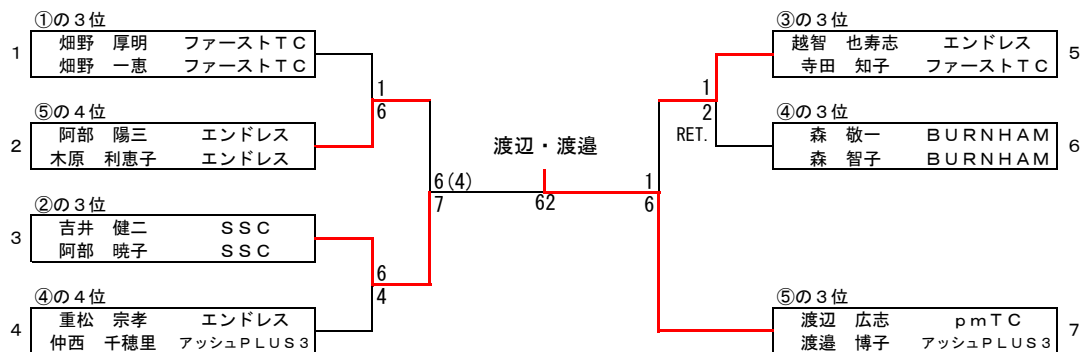 ①の３位
1 畑野 厚明 ファーストＴＣ
畑野 一恵 ファーストＴＣ
1
6
⑤の４位
2 阿部 陽三 エンドレス
木原 利恵子 エンドレス
6(4)
7
②の３位
3 吉井 健二 ＳＳＣ
阿部 暁子 ＳＳＣ
6
4
④の４位
4 重松 宗孝 エンドレス
仲西 千穂里 アッシュＰＬＵＳ３
渡辺・渡邉
62
③の３位
越智 也寿志 エンドレス 5
寺田 知子 ファーストＴＣ
1
2
RET.
④の３位
森 敬一 ＢＵＲＮＨＡＭ 6
森 智子 ＢＵＲＮＨＡＭ
1
6
⑤の３位
渡辺 広志 ｐｍＴＣ 7
渡邉 博子 アッシュＰＬＵＳ３